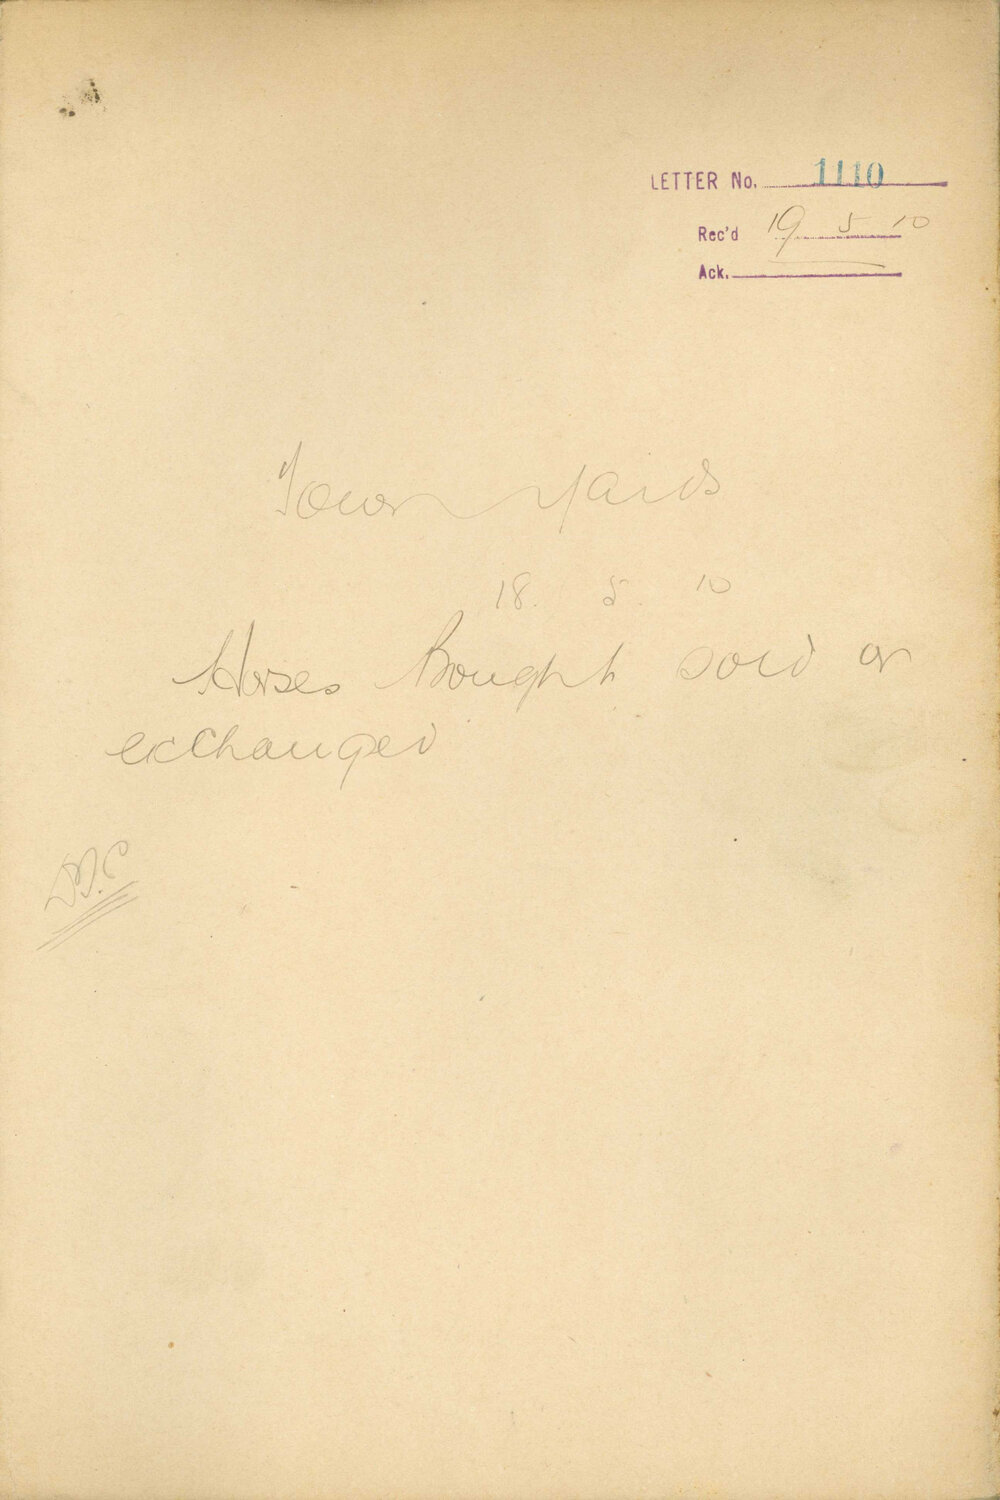 LETTER No. 1110
Rec'd 19 5 10
Ack.
Town Yards
18. 5. 10
Horses Bought sold or
exchanged